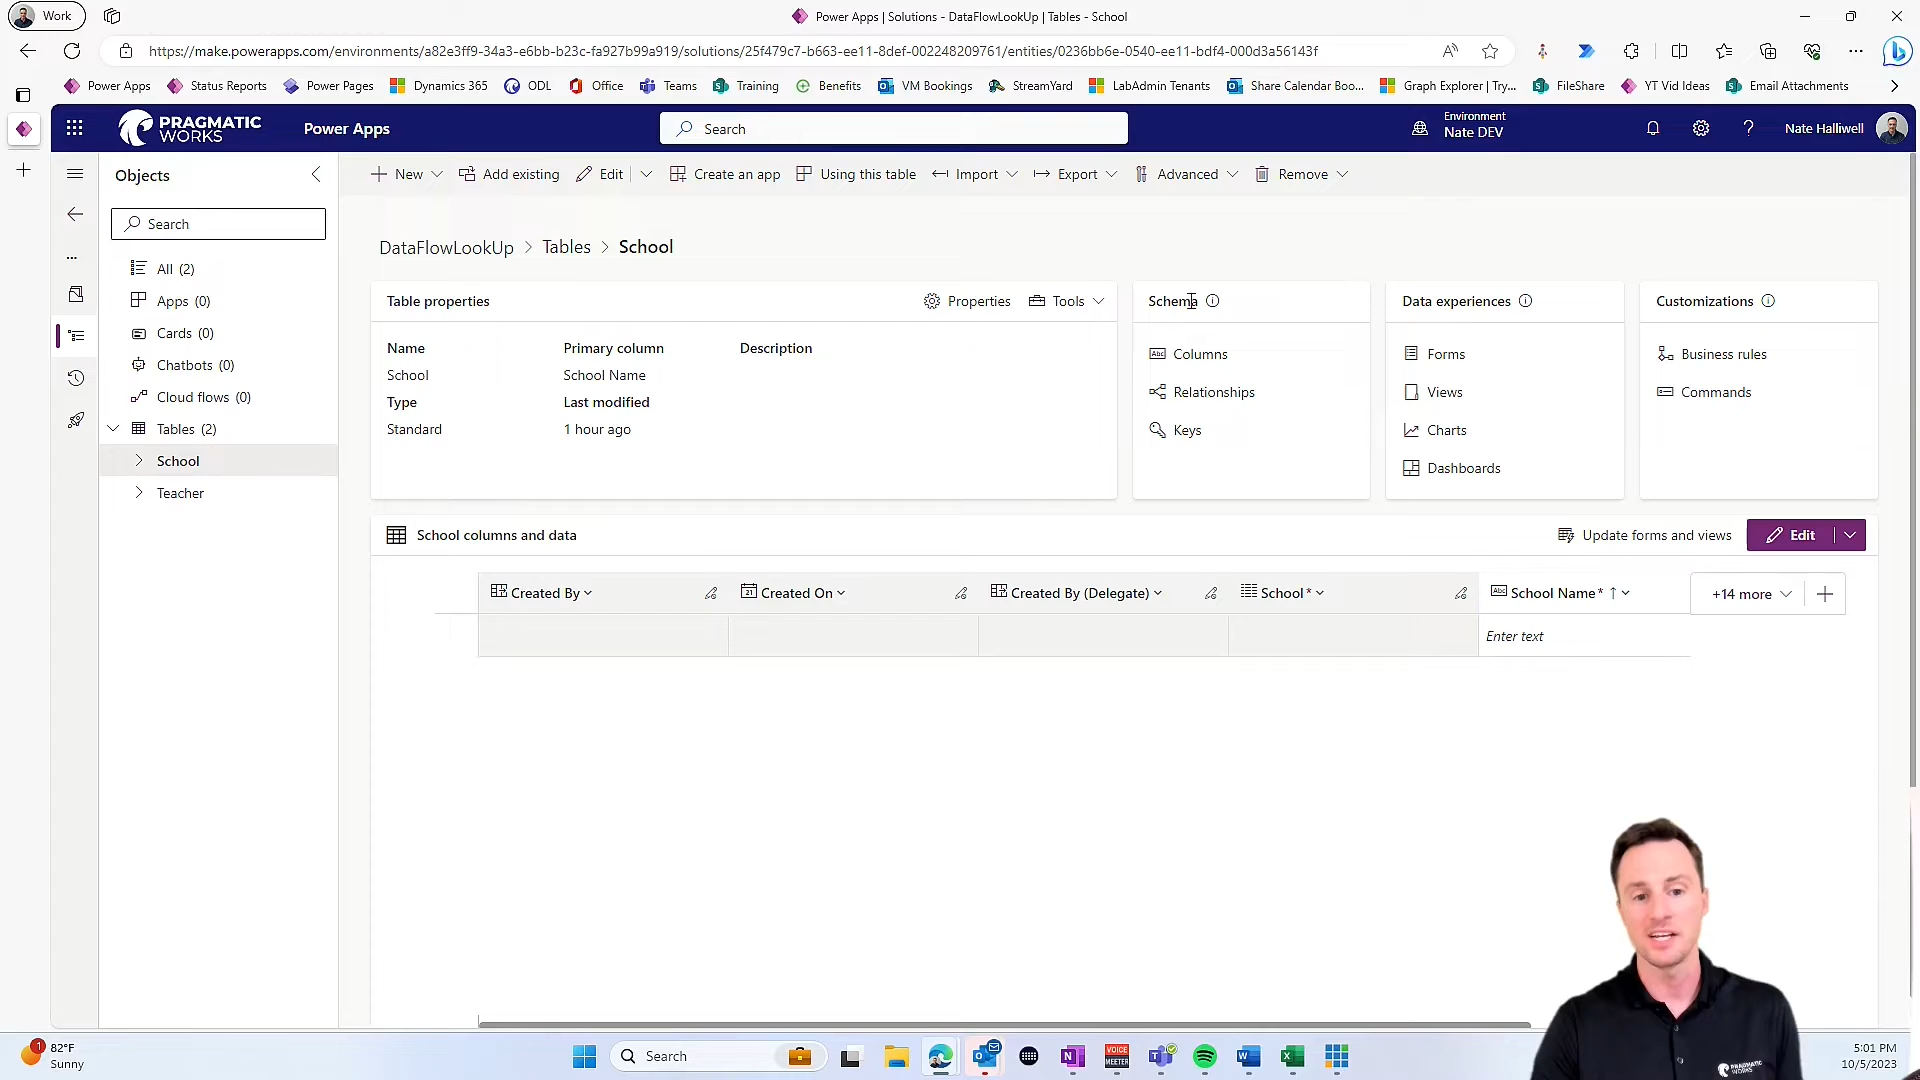 Work
Power Apps | Solutions - DataFlowLookUp | Tables - School
https://make.powerapps.com/environments/a82e3ff9-34a3-e6bb-b23c-fa927b99a919/solutions/25f479c7-b663-ee11-8def-002248209761/entities/0236bb6e-0540-ee11-bdf4-000d3a56143f
Power Apps Status Reports Power Pages Dynamics 365 ODL Office Teams Training Benefits VM Bookings StreamYard LabAdmin Tenants Share Calendar Boo... Graph Explorer | Try... FileShare YT Vid Ideas Email Attachments
PRAGMATIC WORKS Power Apps Search Environment Nate DEV ? Nate Halliwell
Objects
New Add existing Edit Create an app Using this table Import Export Advanced Remove
Search
All (2)
Apps (0)
Cards (0)
Chatbots (0)
Cloud flows (0)
Tables (2)
School
Teacher
DataFlowLookUp > Tables > School
Table properties Properties Tools
Name Primary column Description
School School Name
Type Last modified
Standard 1 hour ago
Schema
Columns
Relationships
Keys
Data experiences
Forms
Views
Charts
Dashboards
Customizations
Business rules
Commands
School columns and data Update forms and views Edit
Created By Created On Created By (Delegate) School * School Name * ↑ +14 more
Enter text
PRAGMATIC WORKS
1 82°F
Sunny
Search
VOICE MEETER
5:01 PM
10/5/2023